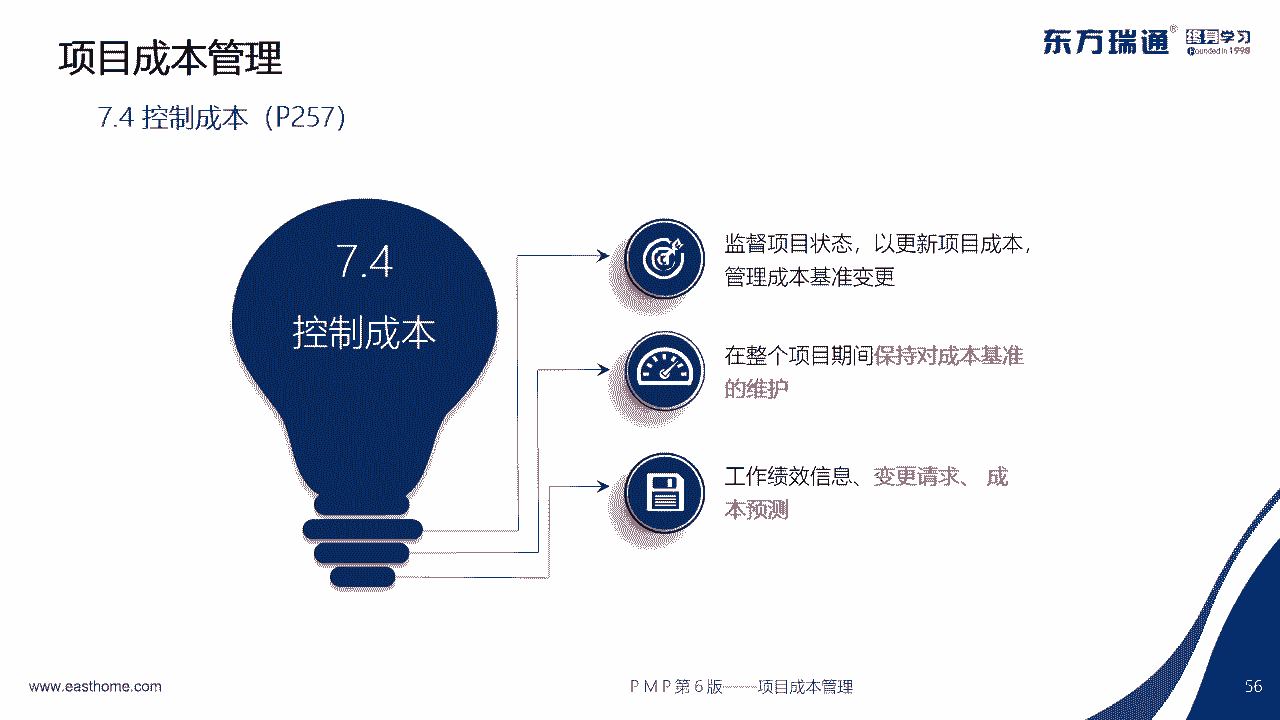 项目成本管理
东方瑞通®
终身学习
Founded in 1998
7.4 控制成本（P257）
7.4
控制成本
监督项目状态，以更新项目成本，
管理成本基准变更
在整个项目期间保持对成本基准
的维护
工作绩效信息、变更请求、 成
本预测
www.easthome.com
PMP第6版——项目成本管理
56